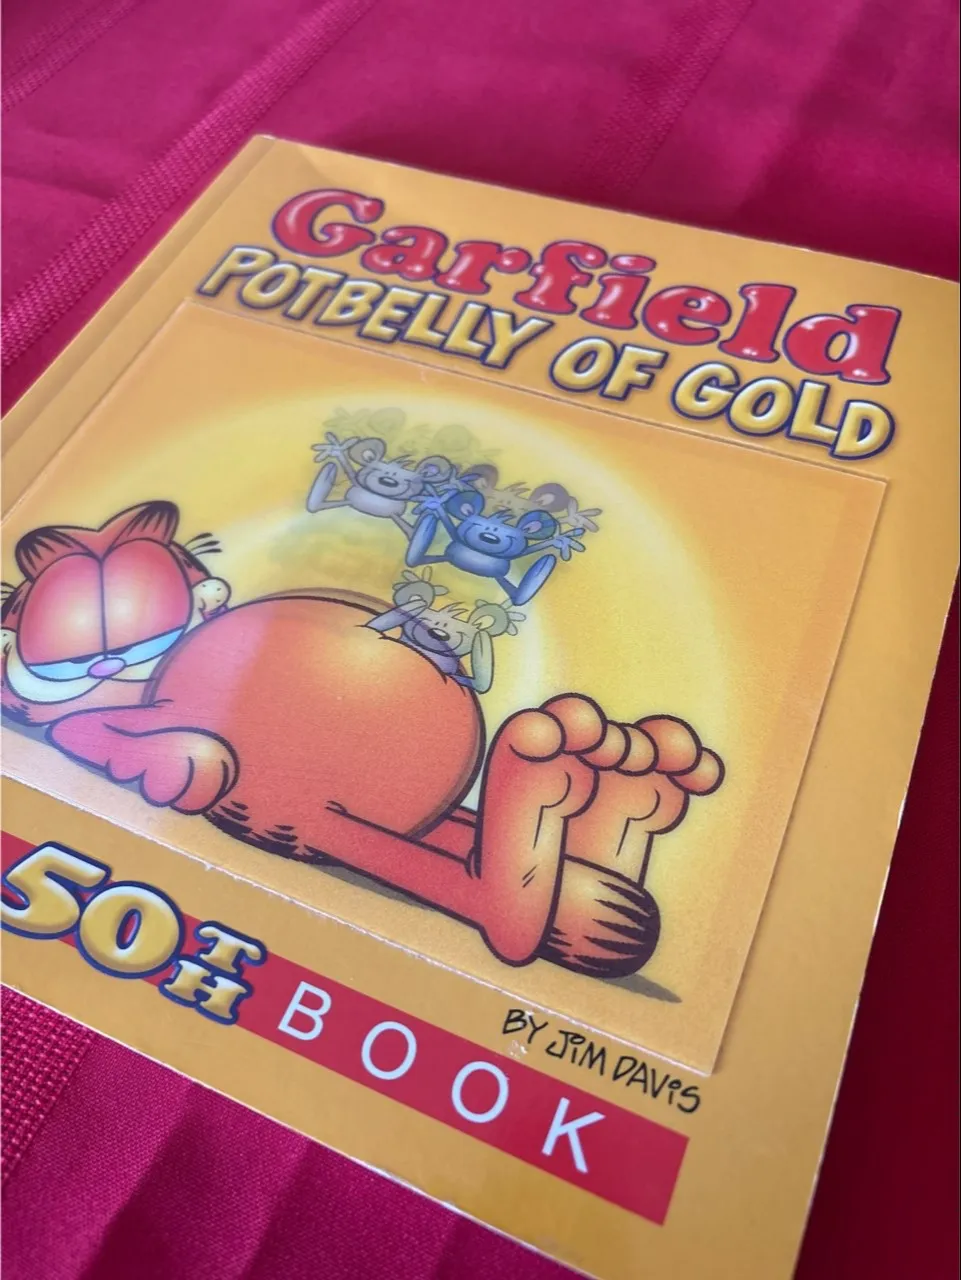 Garfield
POTBELLY OF GOLD
50TH BOOK
BY JIM DAVIS